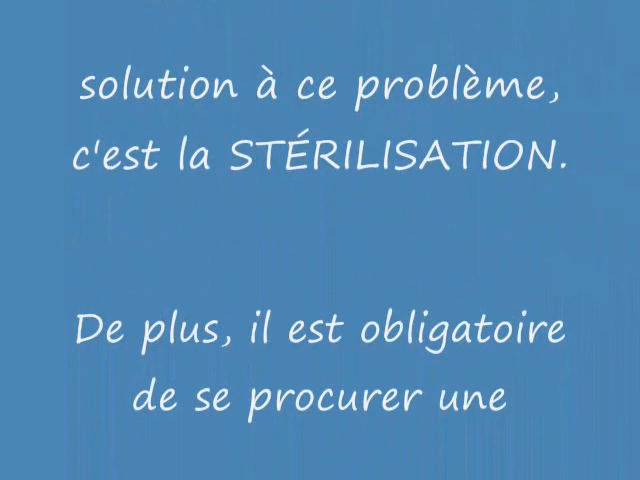 solution à ce problème,
c'est la STÉRILISATION.
De plus, il est obligatoire
de se procurer une